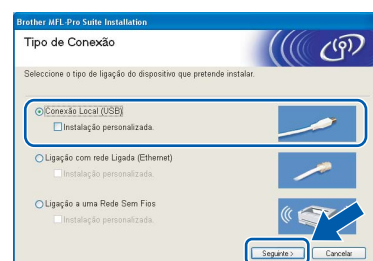 Brother MFL-Pro Suite Installation
Tipo de Conexão
Seleccione o tipo de ligação do dispositivo que pretende instalar.
Conexão Local (USB)
Instalação personalizada.
Ligação com rede Ligada (Ethernet)
Instalação personalizada.
Ligação a uma Rede Sem Fios
Instalação personalizada.
Seguinte > Cancelar